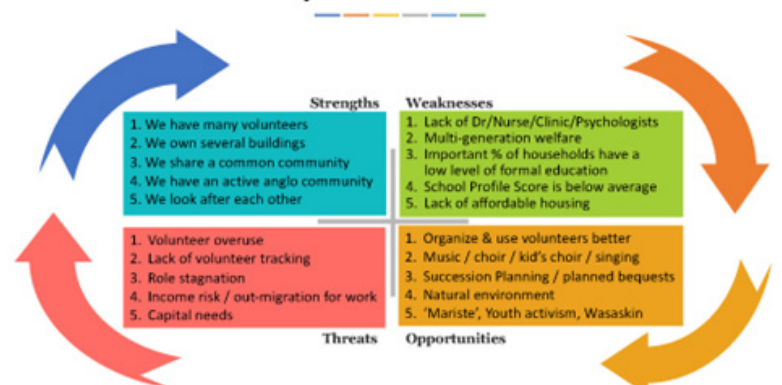 Strengths
1. We have many volunteers
2. We own several buildings
3. We share a common community
4. We have an active anglo community
5. We look after each other
Weaknesses
1. Lack of Dr/Nurse/Clinic/Psychologists
2. Multi-generation welfare
3. Important % of households have a
low level of formal education
4. School Profile Score is below average
5. Lack of affordable housing
1. Volunteer overuse
2. Lack of volunteer tracking
3. Role stagnation
4. Income risk / out-migration for work
5. Capital needs
Threats
1. Organize & use volunteers better
2. Music / choir / kid's choir / singing
3. Succession Planning / planned bequests
4. Natural environment
5. 'Mariste', Youth activism, Wasaskin
Opportunities